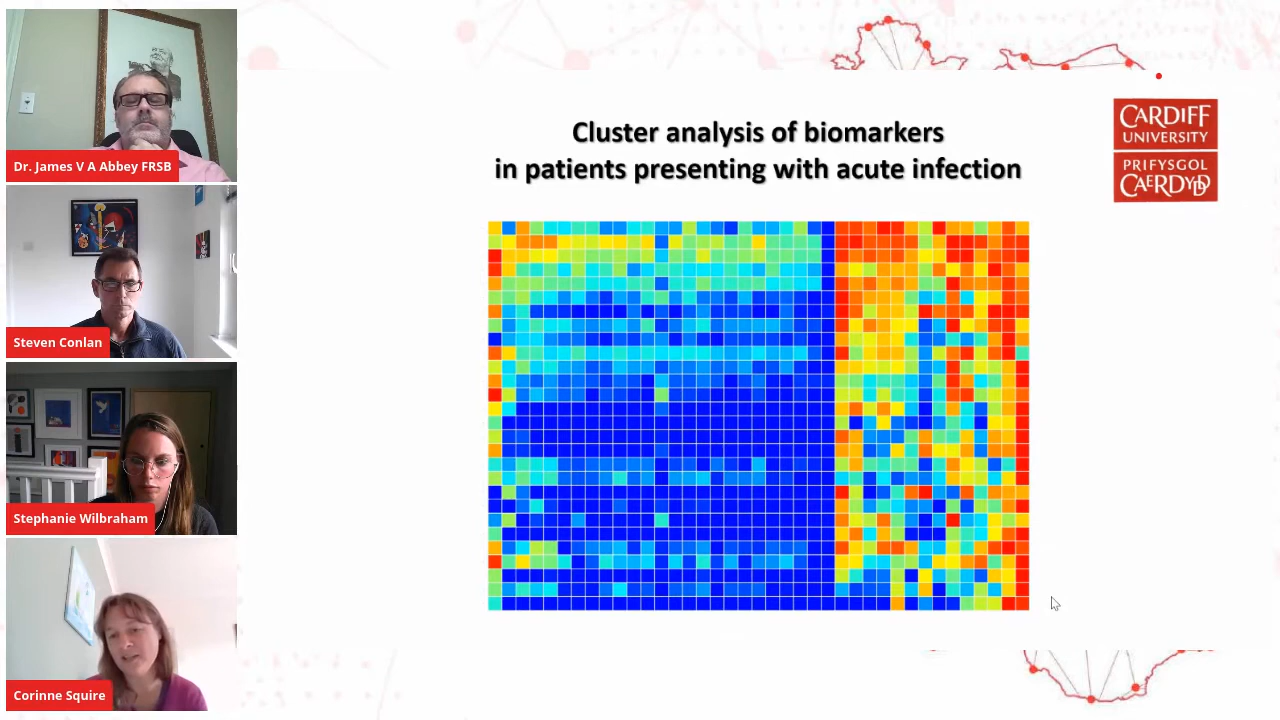 Dr. James V A Abbey FRSB
Steven Conlan
Stephanie Wilbraham
Corinne Squire
Cluster analysis of biomarkers
in patients presenting with acute infection
CARDIFF
UNIVERSITY
PRIFYSGOL
CAERDYDD